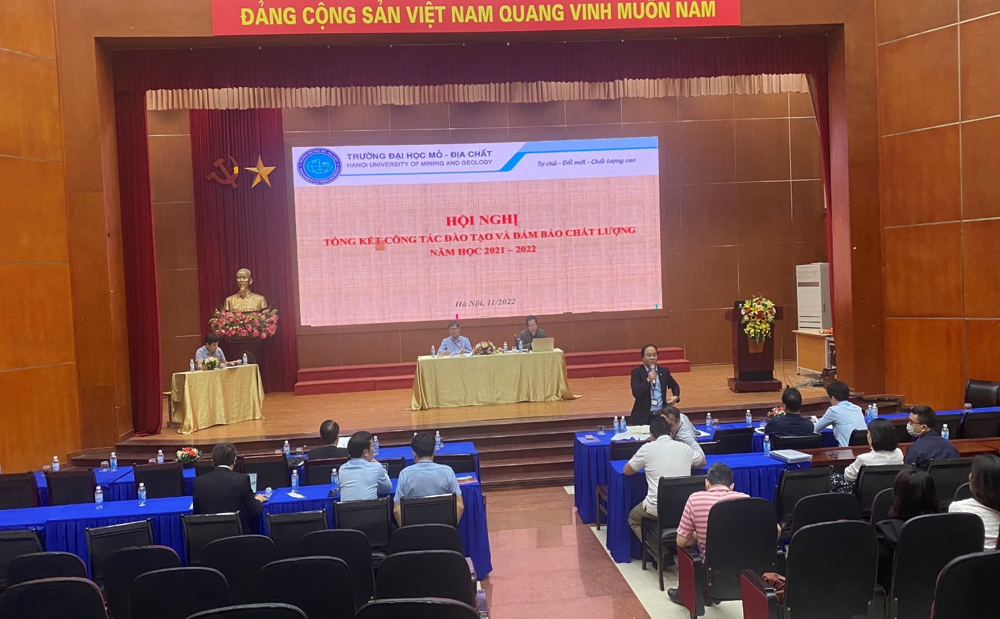 ĐẢNG CỘNG SẢN VIỆT NAM QUANG VINH MUÔN NĂM
TRƯỜNG ĐẠI HỌC MỎ - ĐỊA CHẤT
HANOI UNIVERSITY OF MINING AND GEOLOGY
Tự chủ - Đổi mới - Chất lượng cao
MDC
HỘI NGHỊ
TỔNG KẾT CÔNG TÁC ĐÀO TẠO VÀ ĐẢM BẢO CHẤT LƯỢNG
NĂM HỌC 2021 – 2022
Hà Nội, 11/2022